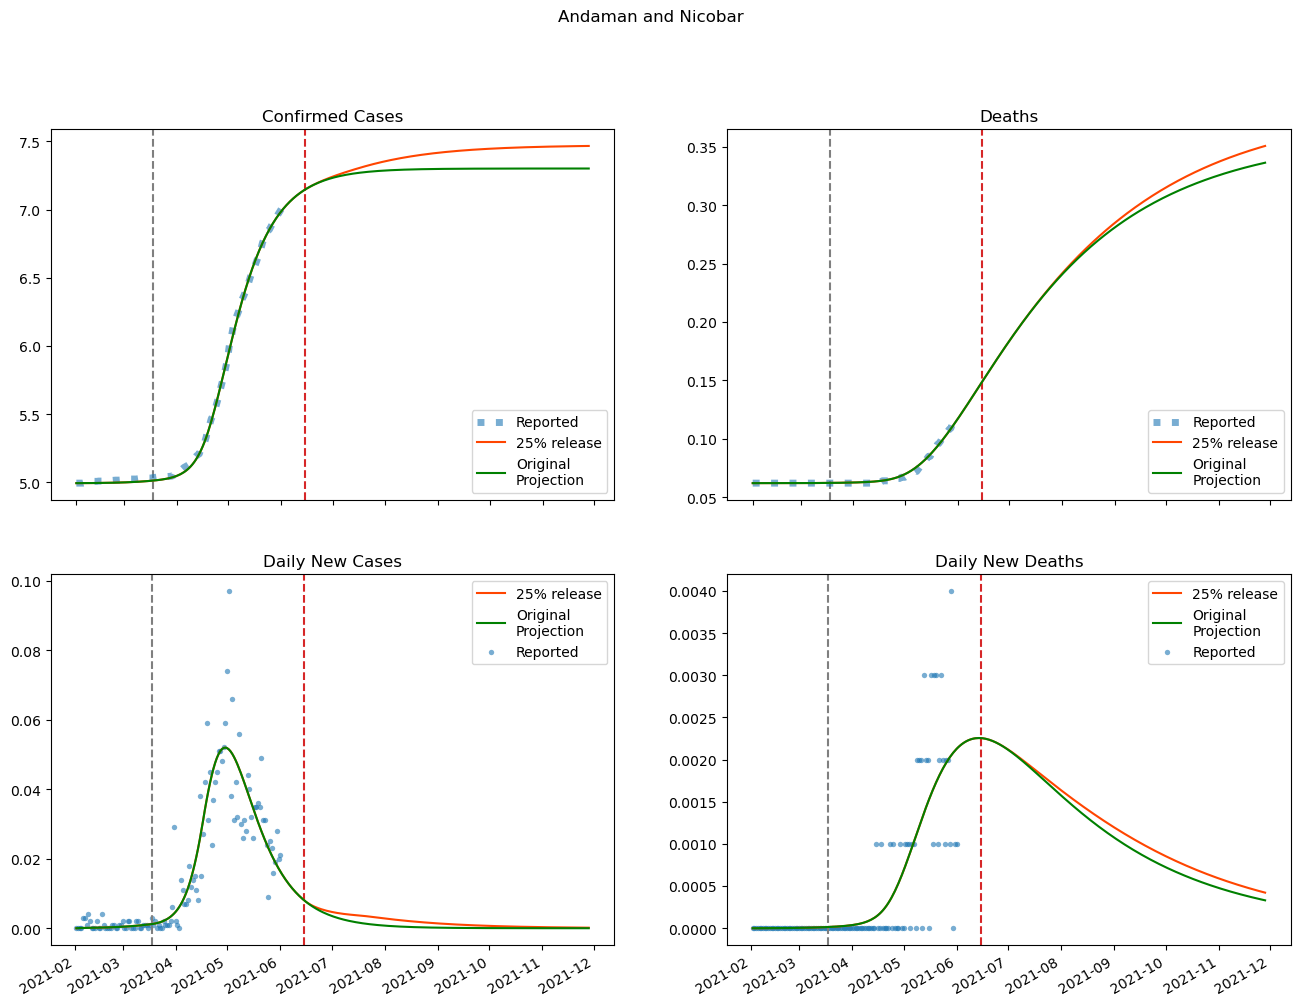 Andaman and Nicobar
Confirmed Cases
7.5
7.0
6.5
6.0
5.5
5.0
Reported
25% release
Original
Projection
Deaths
0.35
0.30
0.25
0.20
0.15
0.10
0.05
Reported
25% release
Original
Projection
Daily New Cases
0.10
0.08
0.06
0.04
0.02
0.00
25% release
Original
Projection
Reported
2021-02
2021-03
2021-04
2021-05
2021-06
2021-07
2021-08
2021-09
2021-10
2021-11
2021-12
Daily New Deaths
0.0040
0.0035
0.0030
0.0025
0.0020
0.0015
0.0010
0.0005
0.0000
25% release
Original
Projection
Reported
2021-02
2021-03
2021-04
2021-05
2021-06
2021-07
2021-08
2021-09
2021-10
2021-11
2021-12